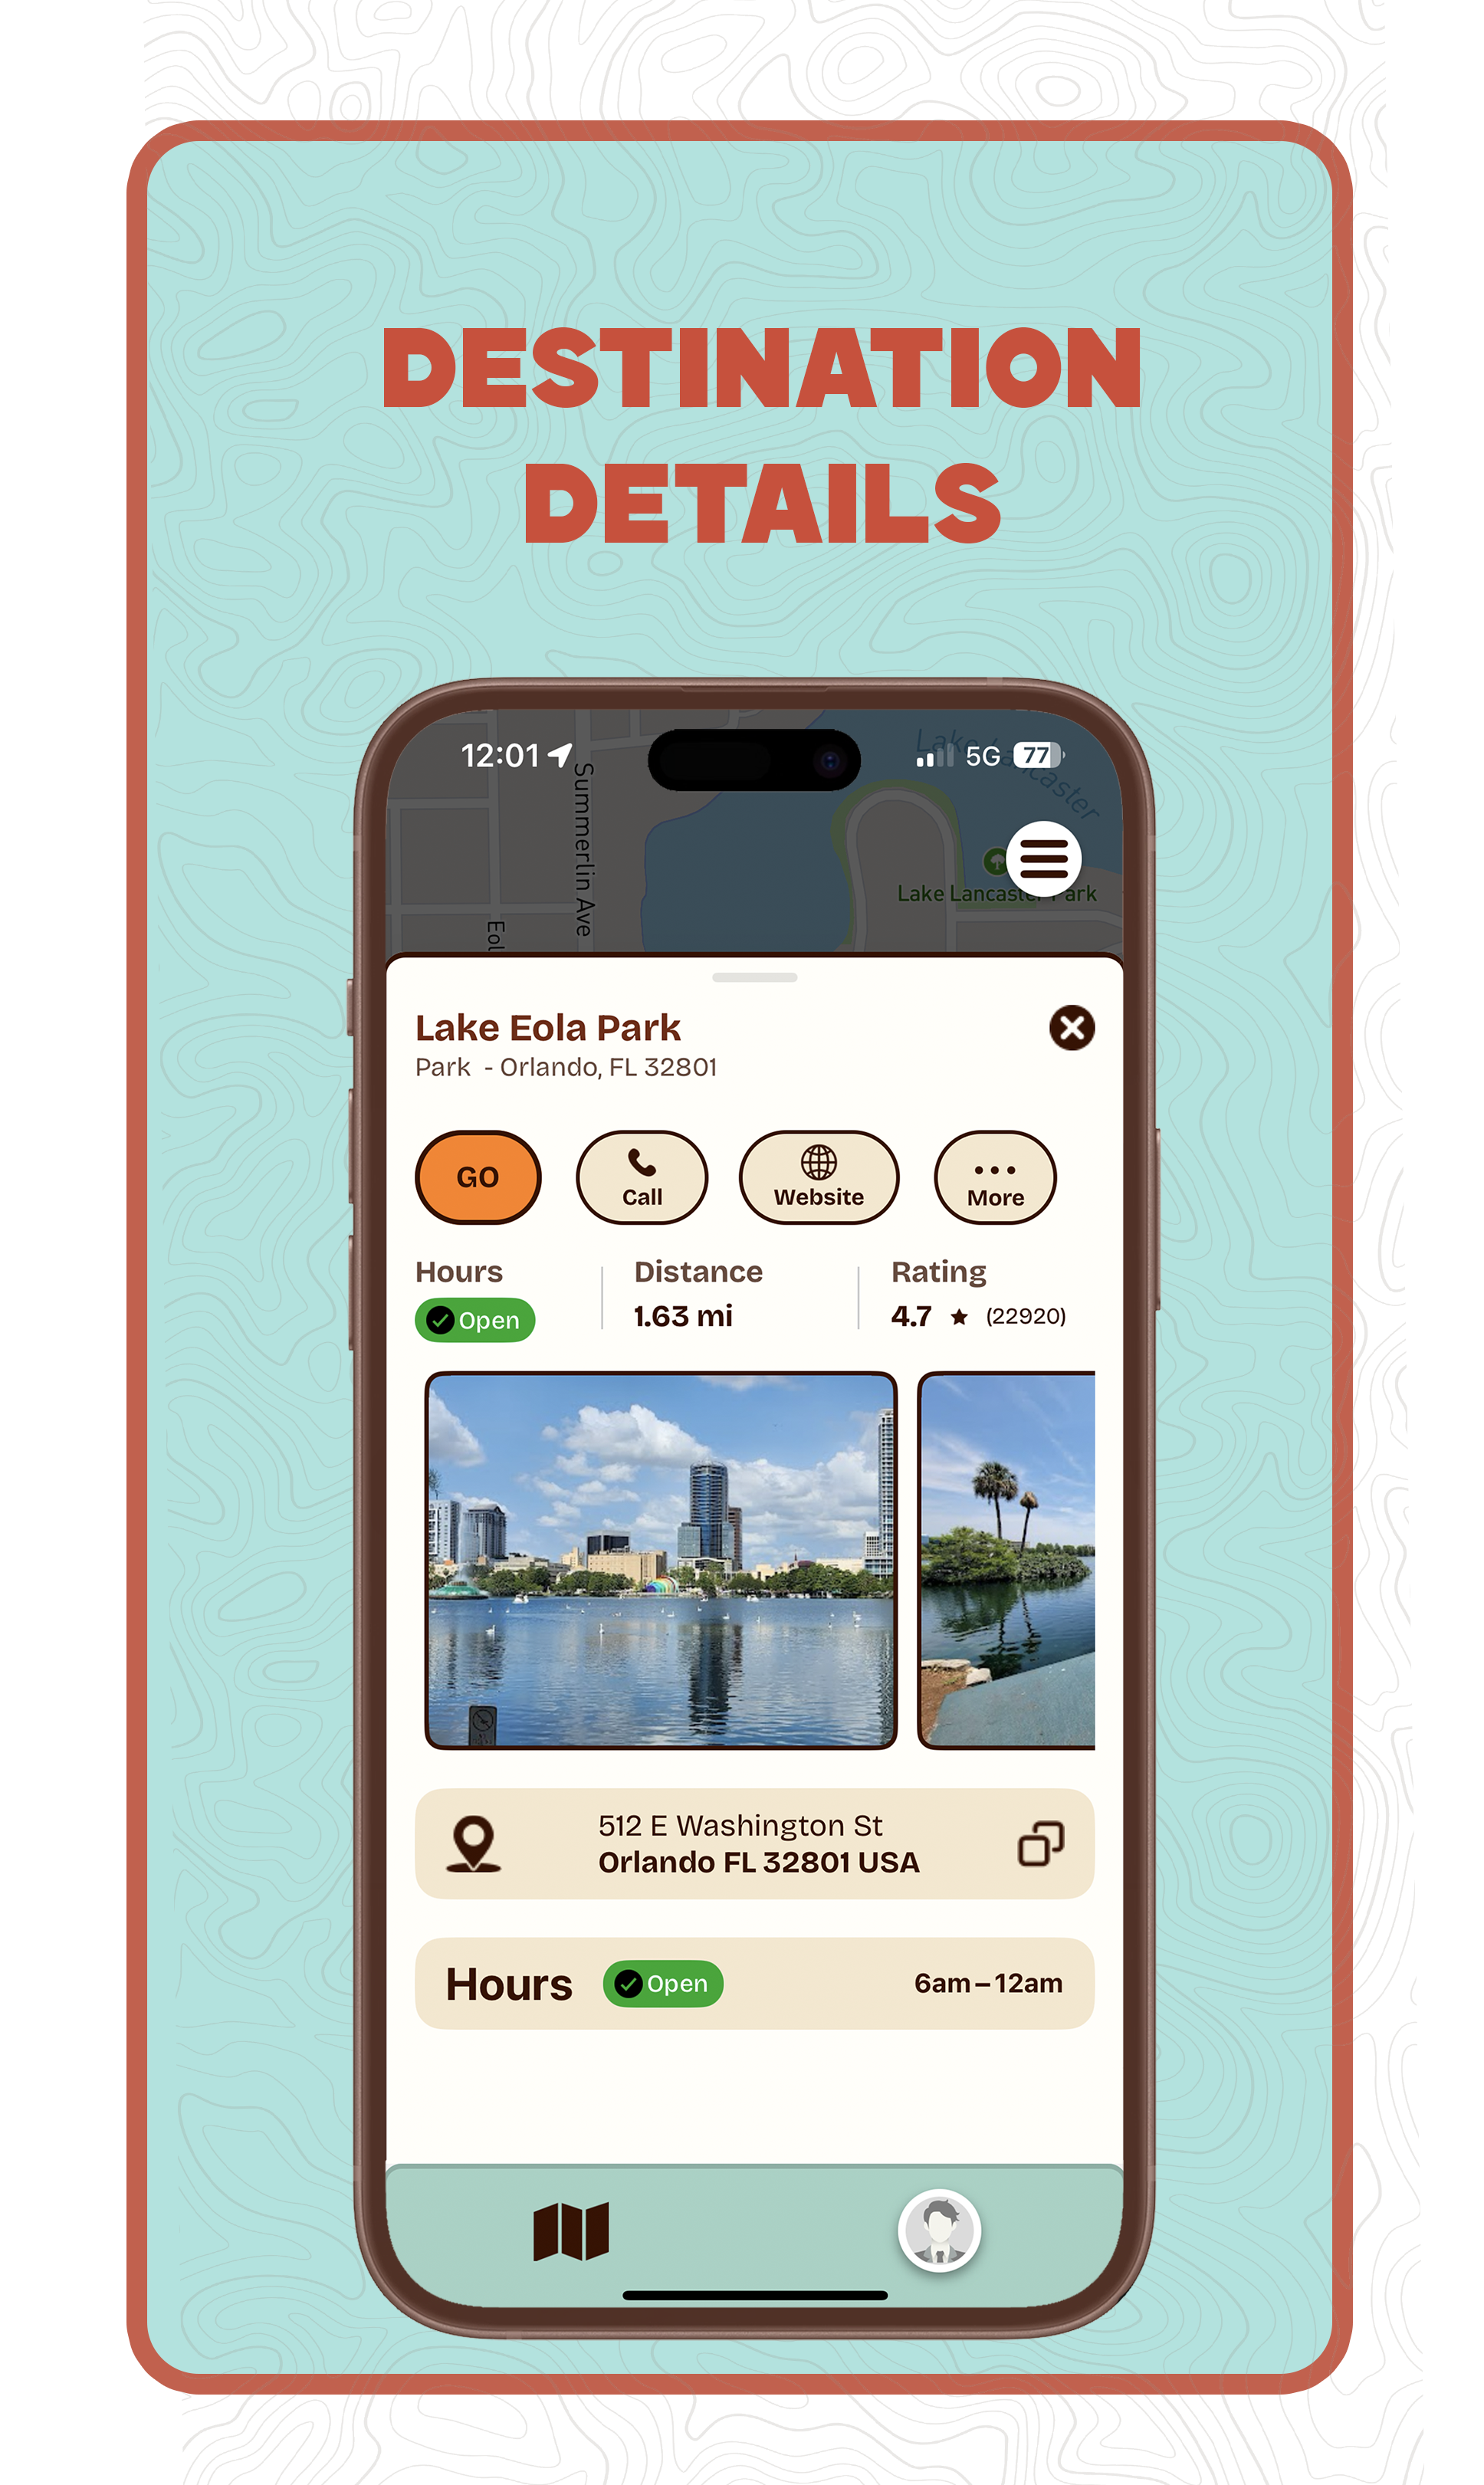 DESTINATION
DETAILS
12:01
5G 77
Lake Lancaster
Summerlin Ave
Lake Lancaster Park
Eol
Lake Eola Park
Park - Orlando, FL 32801
GO
Call
Website
More
Hours
Distance
Rating
Open
1.63 mi
4.7 ★ (22920)
512 E Washington St
Orlando FL 32801 USA
Hours
Open
6am–12am